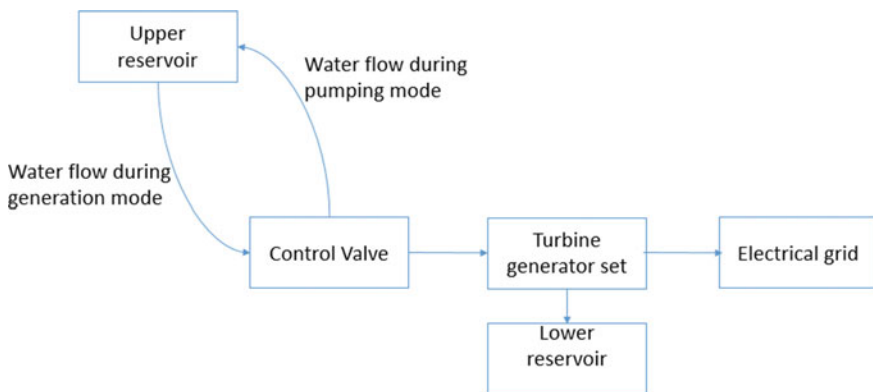 Upper
reservoir
Water flow during
pumping mode
Water flow during
generation mode
Control Valve
Turbine
generator set
Electrical grid
Lower
reservoir